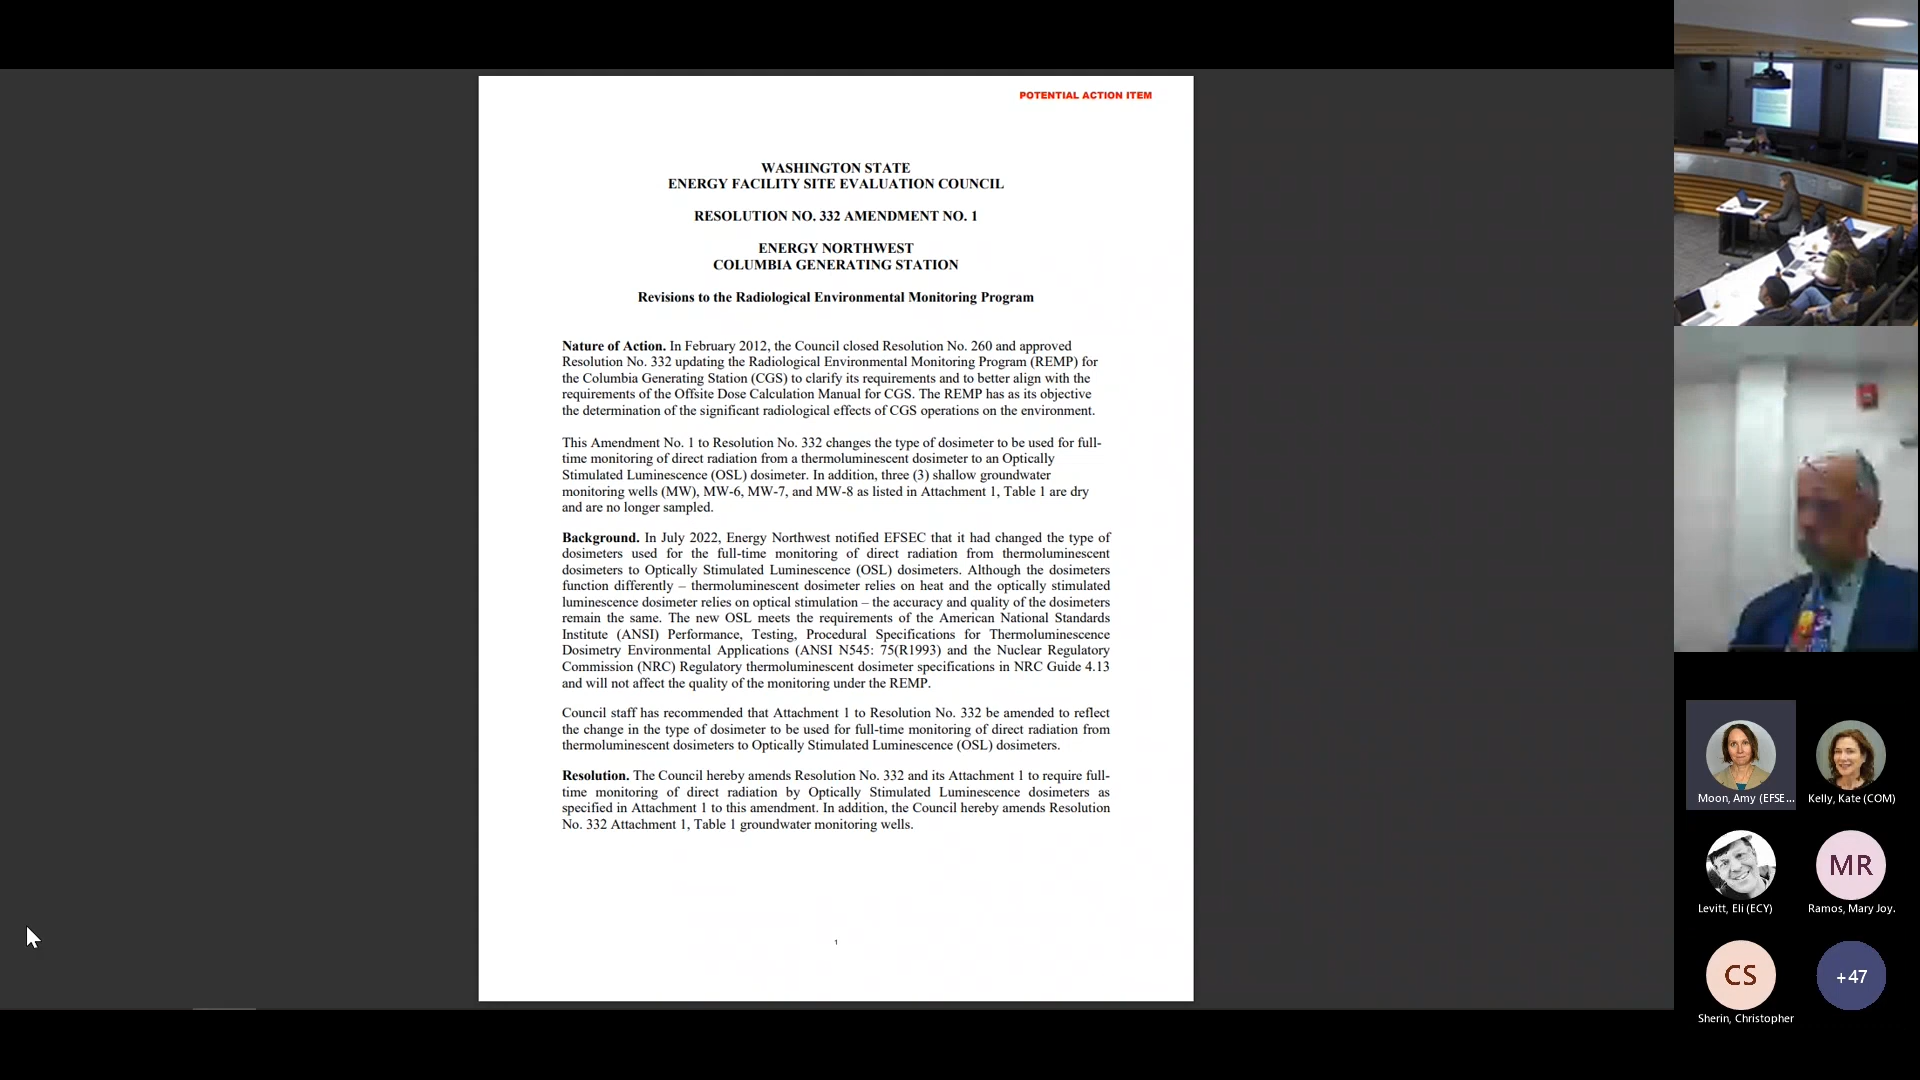 POTENTIAL ACTION ITEM
WASHINGTON STATE
ENERGY FACILITY SITE EVALUATION COUNCIL
RESOLUTION NO. 332 AMENDMENT NO. 1
ENERGY NORTHWEST
COLUMBIA GENERATING STATION
Revisions to the Radiological Environmental Monitoring Program
Nature of Action. In February 2012, the Council closed Resolution No. 260 and approved
Resolution No. 332 updating the Radiological Environmental Monitoring Program (REMP) for
the Columbia Generating Station (CGS) to clarify its requirements and to better align with the
requirements of the Offsite Dose Calculation Manual for CGS. The REMP has as its objective
the determination of the significant radiological effects of CGS operations on the environment.
This Amendment No. 1 to Resolution No. 332 changes the type of dosimeter to be used for full-
time monitoring of direct radiation from a thermoluminescent dosimeter to an Optically
Stimulated Luminescence (OSL) dosimeter. In addition, three (3) shallow groundwater
monitoring wells (MW), MW-6, MW-7, and MW-8 as listed in Attachment 1, Table 1 are dry
and are no longer sampled.
Background. In July 2022, Energy Northwest notified EFSEC that it had changed the type of
dosimeters used for the full-time monitoring of direct radiation from thermoluminescent
dosimeters to Optically Stimulated Luminescence (OSL) dosimeters. Although the dosimeters
function differently – thermoluminescent dosimeter relies on heat and the optically stimulated
luminescence dosimeter relies on optical stimulation – the accuracy and quality of the dosimeters
remain the same. The new OSL meets the requirements of the American National Standards
Institute (ANSI) Performance, Testing, Procedural Specifications for Thermoluminescence
Dosimetry Environmental Applications (ANSI N545: 75(R1993) and the Nuclear Regulatory
Commission (NRC) Regulatory thermoluminescent dosimeter specifications in NRC Guide 4.13
and will not affect the quality of the monitoring under the REMP.
Council staff has recommended that Attachment 1 to Resolution No. 332 be amended to reflect
the change in the type of dosimeter to be used for full-time monitoring of direct radiation from
thermoluminescent dosimeters to Optically Stimulated Luminescence (OSL) dosimeters.
Resolution. The Council hereby amends Resolution No. 332 and its Attachment 1 to require full-
time monitoring of direct radiation by Optically Stimulated Luminescence dosimeters as
specified in Attachment 1 to this amendment. In addition, the Council hereby amends Resolution
No. 332 Attachment 1, Table 1 groundwater monitoring wells.
1
Moon, Amy (EFSE...
Kelly, Kate (COM)
Levitt, Eli (ECY)
MR
Ramos, Mary Joy.
CS
Sherin, Christopher
+47